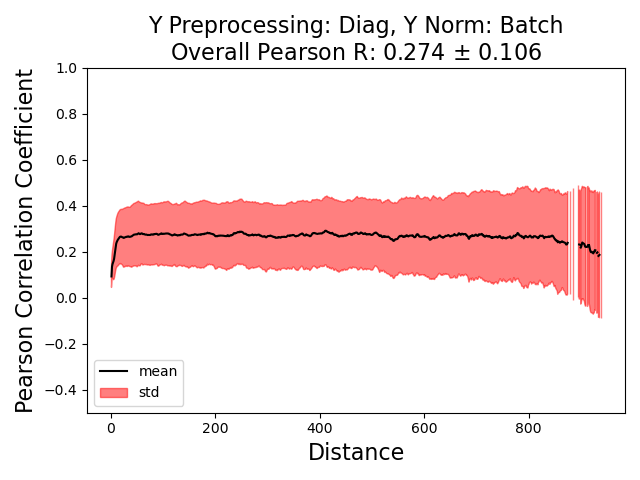 Y Preprocessing: Diag, Y Norm: Batch
Overall Pearson R: 0.274 ± 0.106
Pearson Correlation Coefficient
1.0
0.8
0.6
0.4
0.2
0.0
−0.2
−0.4
mean
std
0
200
400
600
800
Distance